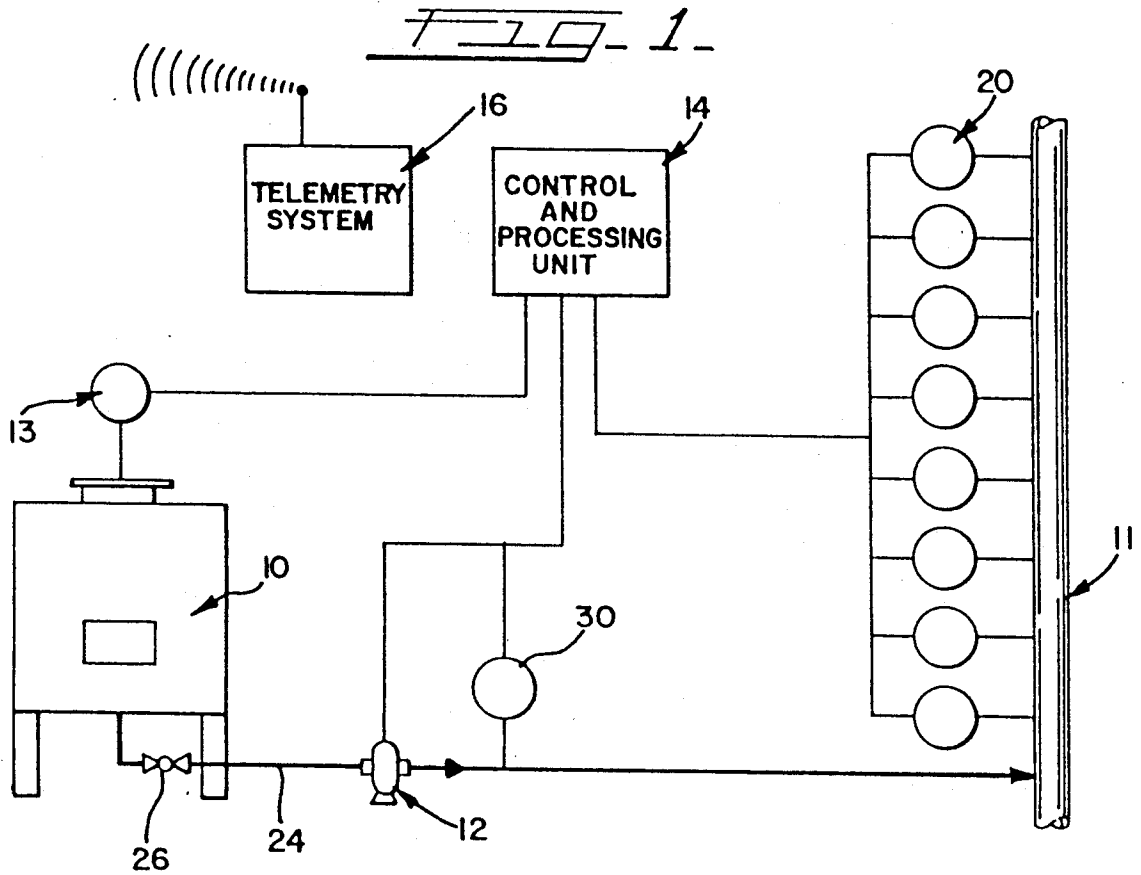 Fig. 1.
20
16
14
TELEMETRY
SYSTEM
CONTROL
AND
PROCESSING
UNIT
13
11
10
30
12
24
26